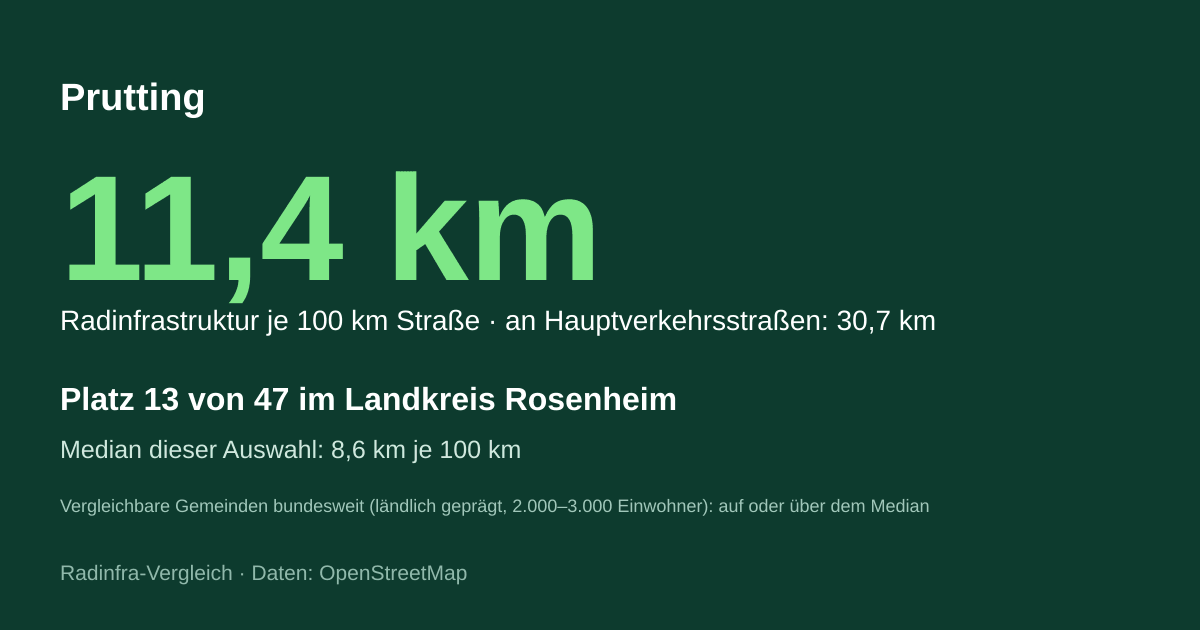 Prutting
11,4 km
Radinfrastruktur je 100 km Straße · an Hauptverkehrsstraßen: 30,7 km
Platz 13 von 47 im Landkreis Rosenheim
Median dieser Auswahl: 8,6 km je 100 km
Vergleichbare Gemeinden bundesweit (ländlich geprägt, 2.000–3.000 Einwohner): auf oder über dem Median
Radinfra-Vergleich · Daten: OpenStreetMap